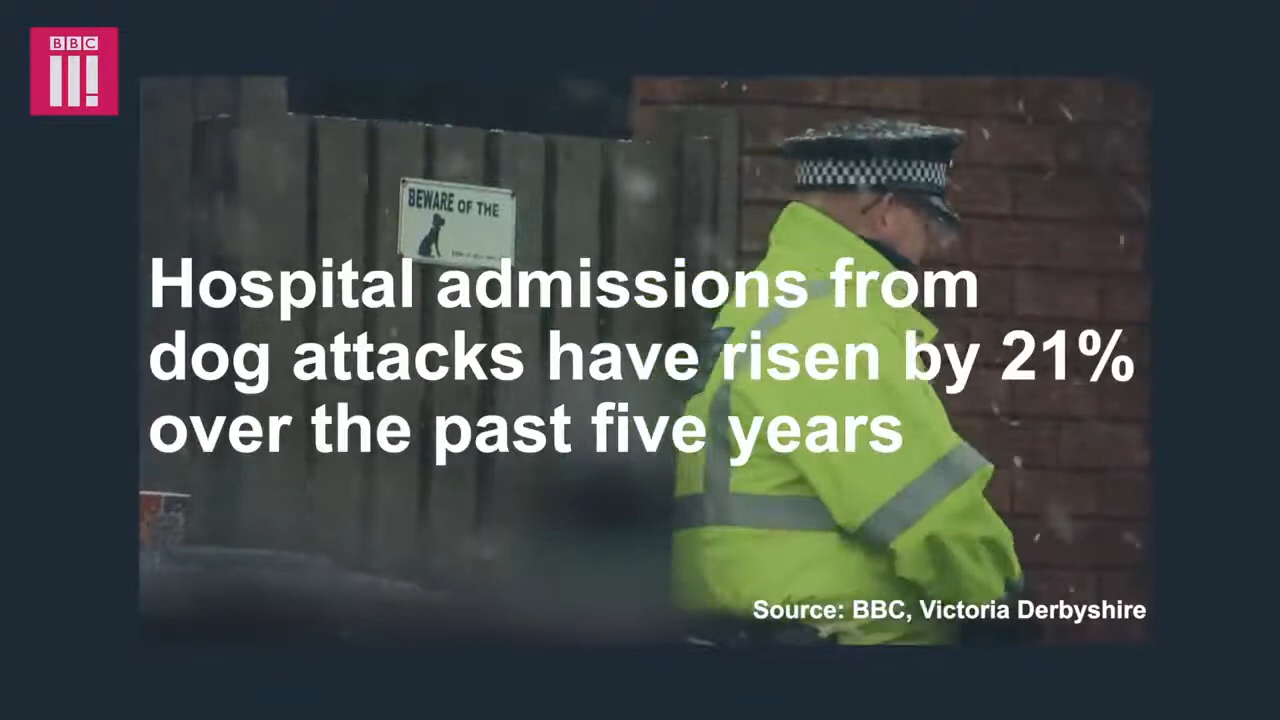 BBC
BEWARE OF THE
Hospital admissions from
dog attacks have risen by 21%
over the past five years
Source: BBC, Victoria Derbyshire